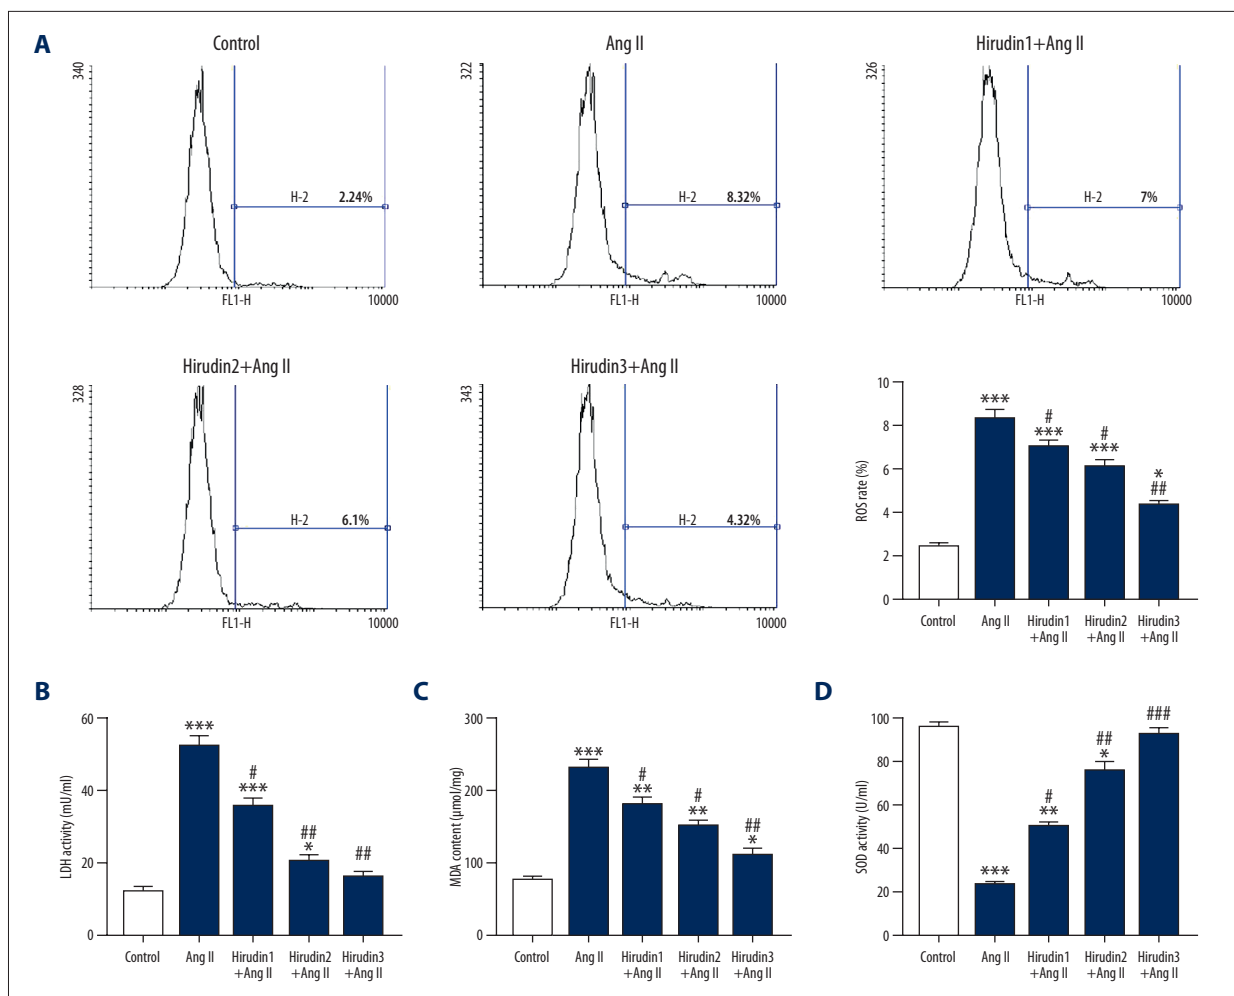 A
Control
340
H-2 2.24%
FL1-H
10000
Ang II
322
H-2 8.32%
FL1-H
10000
Hirudin1+Ang II
326
H-2 7%
FL1-H
10000
Hirudin2+Ang II
328
H-2 6.1%
FL1-H
10000
Hirudin3+Ang II
343
H-2 4.32%
FL1-H
10000
ROS rate (%)
10
8
6
4
2
0
***
#
***
#
***
*
##
Control
Ang II
Hirudin1
+Ang II
Hirudin2
+Ang II
Hirudin3
+Ang II
B
LDH activity (mU/ml)
60
40
20
0
***
#
***
##
*
##
Control
Ang II
Hirudin1
+Ang II
Hirudin2
+Ang II
Hirudin3
+Ang II
C
MDA content (µmol/mg)
300
200
100
0
***
#
**
#
**
##
*
Control
Ang II
Hirudin1
+Ang II
Hirudin2
+Ang II
Hirudin3
+Ang II
D
SOD activity (U/ml)
100
80
60
40
20
0
***
#
**
##
*
###
Control
Ang II
Hirudin1
+Ang II
Hirudin2
+Ang II
Hirudin3
+Ang II